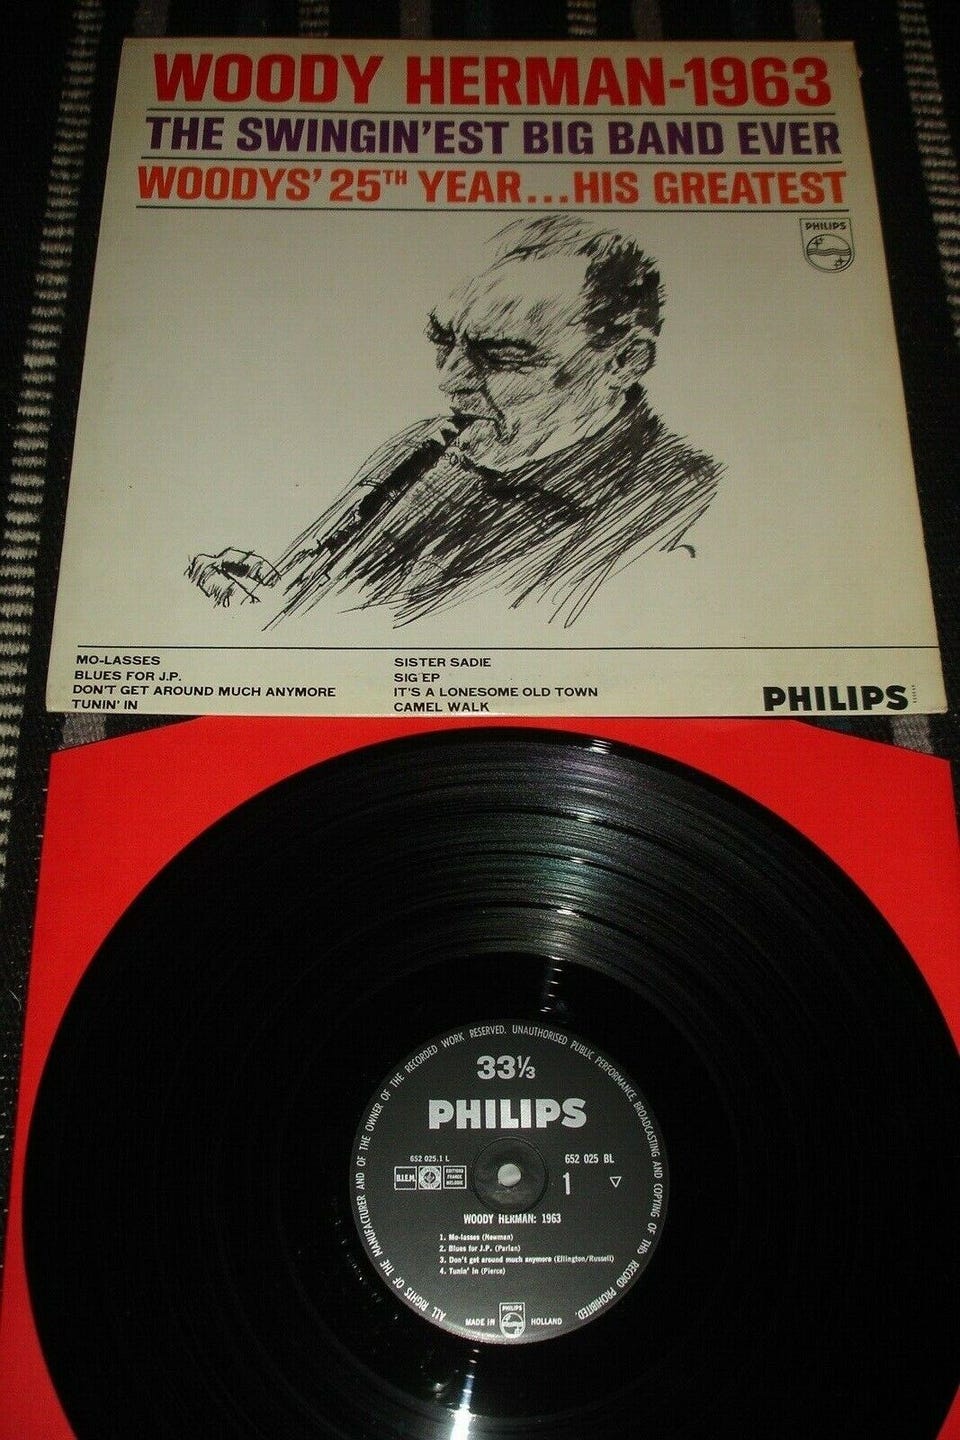 WOODY HERMAN-1963
THE SWINGIN'EST BIG BAND EVER
WOODYS' 25TH YEAR...HIS GREATEST
PHILIPS
MO-LASSES
BLUES FOR J.P.
DON'T GET AROUND MUCH ANYMORE
TUNIN' IN
SISTER SADIE
SIG EP
IT'S A LONESOME OLD TOWN
CAMEL WALK
PHILIPS
ALL RIGHTS OF THE MANUFACTURER AND OF THE OWNER OF THE RECORDED WORK RESERVED. UNAUTHORISED PUBLIC PERFORMANCE, BROADCASTING AND COPYING OF THIS RECORD PROHIBITED.
33⅓
PHILIPS
652 025.1 L
652 025 BL
B.I.E.M.
EDITIONS
FRANCE
MELODIE
1
WOODY HERMAN: 1963
1. Mo-lasses (Newman)
2. Blues for J.P. (Parlan)
3. Don't get around much anymore (Ellington/Russell)
4. Tunin' in (Pierce)
MADE IN
PHILIPS
HOLLAND